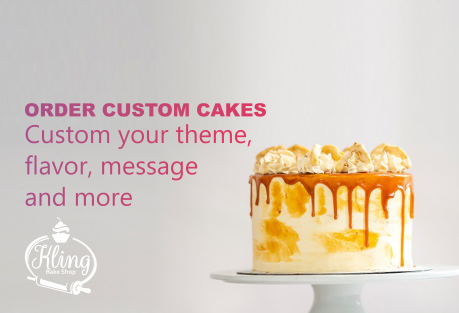 ORDER CUSTOM CAKES
Custom your theme,
flavor, message
and more
Kling
Bake Shop